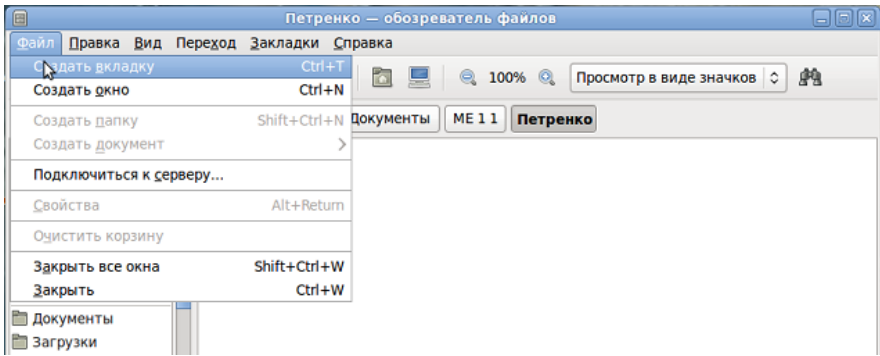 Петренко — обозреватель файлов
Файл Правка Вид Переход Закладки Справка
Создать вкладку Ctrl+T
100% Просмотр в виде значков
Создать окно Ctrl+N
Создать папку Shift+Ctrl+N
Документы МЕ 1 1 Петренко
Создать документ
Подключиться к серверу...
Свойства Alt+Return
Очистить корзину
Закрыть все окна Shift+Ctrl+W
Закрыть Ctrl+W
Документы
Загрузки